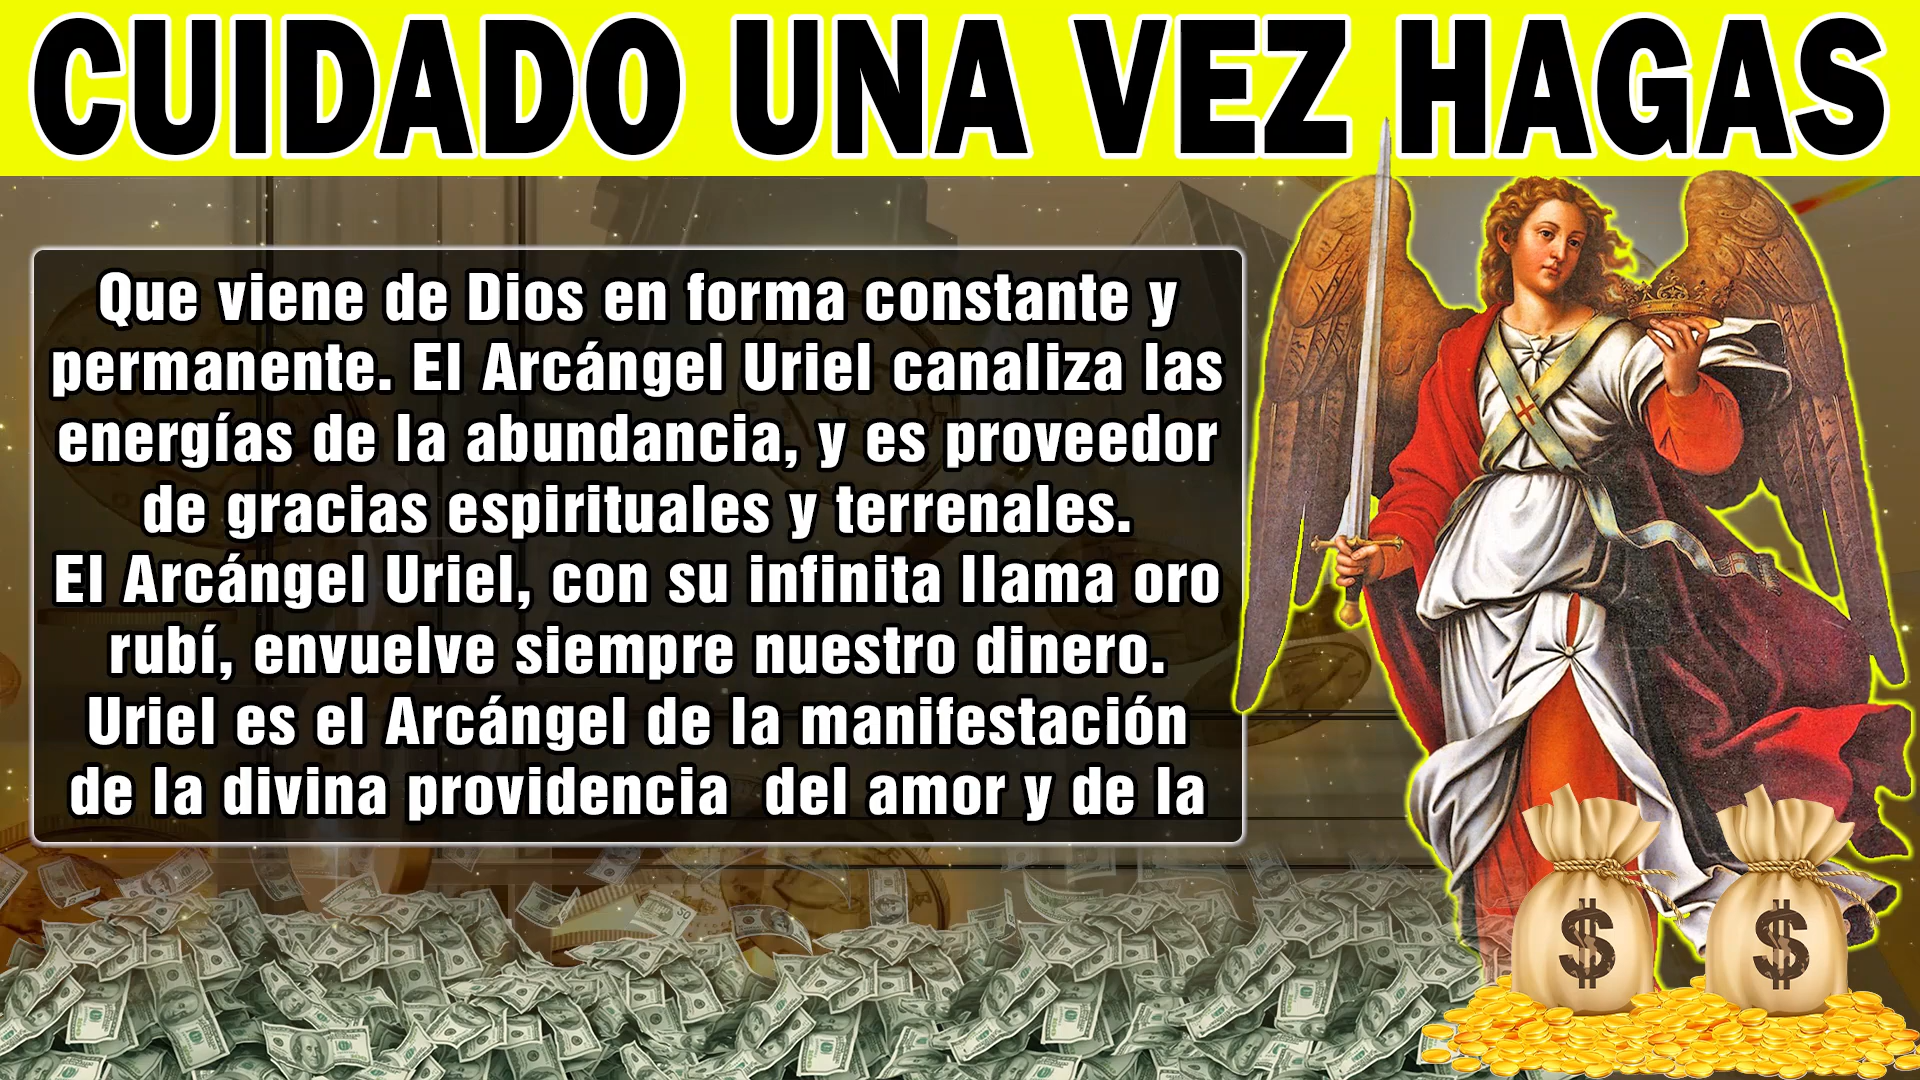 CUIDADO UNA VEZ HAGAS
Que viene de Dios en forma constante y
permanente. El Arcángel Uriel canaliza las
energías de la abundancia, y es proveedor
de gracias espirituales y terrenales.
El Arcángel Uriel, con su infinita llama oro
rubí, envuelve siempre nuestro dinero.
Uriel es el Arcángel de la manifestación
de la divina providencia  del amor y de la
$ $